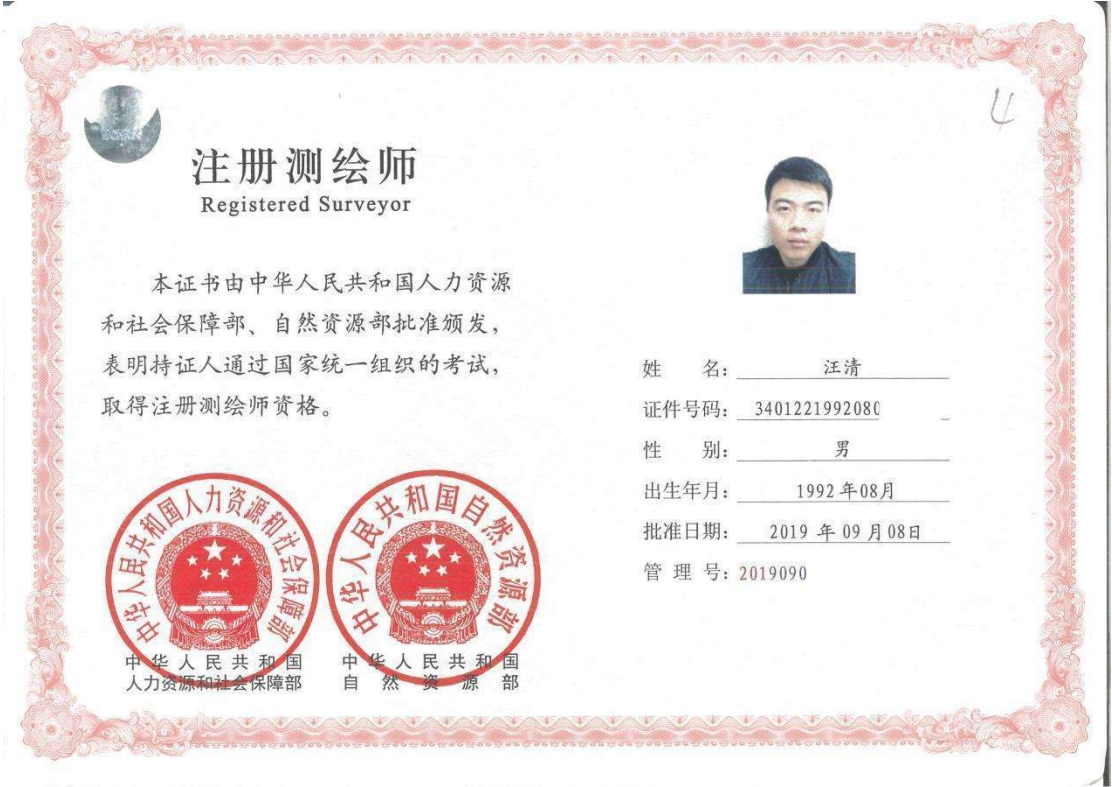 注册测绘师
Registered Surveyor
本证书由中华人民共和国人力资源
和社会保障部、自然资源部批准颁发，
表明持证人通过国家统一组织的考试，
取得注册测绘师资格。
中华人民共和国人力资源和社会保障部
中华人民共和国自然资源部
中华人民共和国
人力资源和社会保障部
中华人民共和国
自然资源部
4
姓 名：汪清
证件号码：3401221992080
性 别：男
出生年月：1992年08月
批准日期：2019 年 09 月 08日
管 理 号：2019090